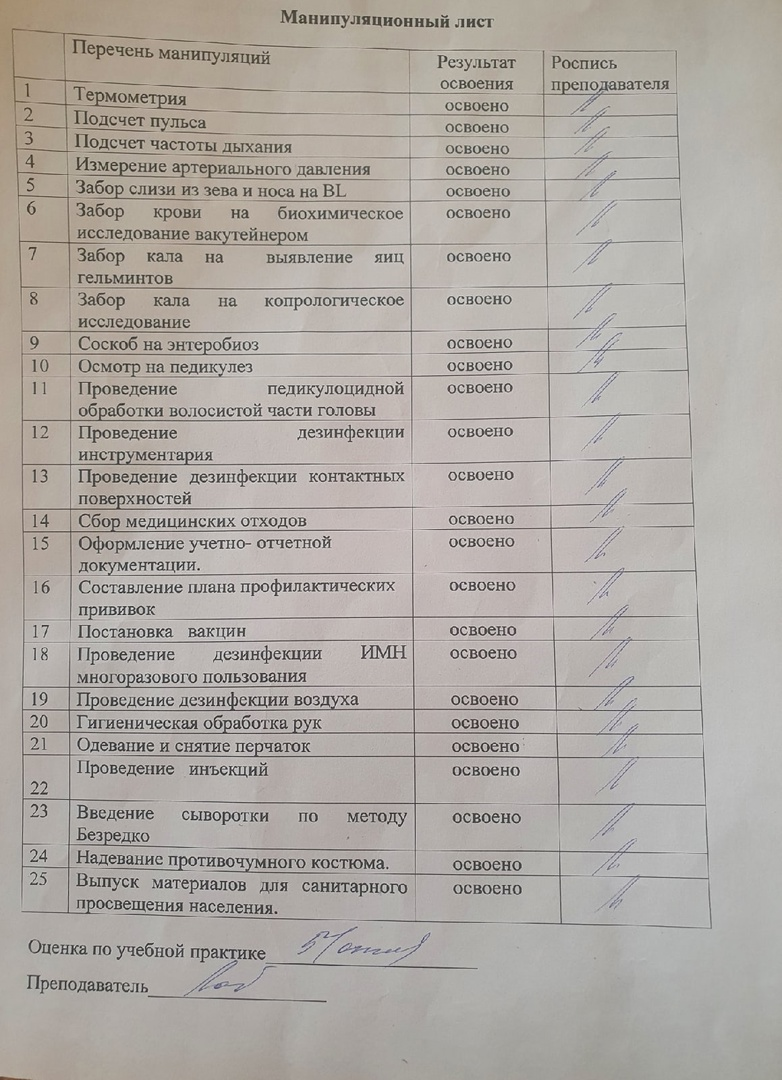 Манипуляционный лист
Перечень манипуляций Результат Роспись
освоения преподавателя
1 Термометрия освоено
2 Подсчет пульса освоено
3 Подсчет частоты дыхания освоено
4 Измерение артериального давления освоено
5 Забор слизи из зева и носа на BL освоено
6 Забор крови на биохимическое освоено
исследование вакутейнером
7 Забор кала на выявление яиц освоено
гельминтов
8 Забор кала на копрологическое освоено
исследование
9 Соскоб на энтеробиоз освоено
10 Осмотр на педикулез освоено
11 Проведение педикулоцидной освоено
обработки волосистой части головы
12 Проведение дезинфекции освоено
инструментария
13 Проведение дезинфекции контактных освоено
поверхностей
14 Сбор медицинских отходов освоено
15 Оформление учетно- отчетной освоено
документации.
16 Составление плана профилактических освоено
прививок
17 Постановка вакцин освоено
18 Проведение дезинфекции ИМН освоено
многоразового пользования
19 Проведение дезинфекции воздуха освоено
20 Гигиеническая обработка рук освоено
21 Одевание и снятие перчаток освоено
Проведение инъекций освоено
22
23 Введение сыворотки по методу освоено
Безредко
24 Надевание противочумного костюма. освоено
25 Выпуск материалов для санитарного освоено
просвещения населения.
Оценка по учебной практике 5
Преподаватель